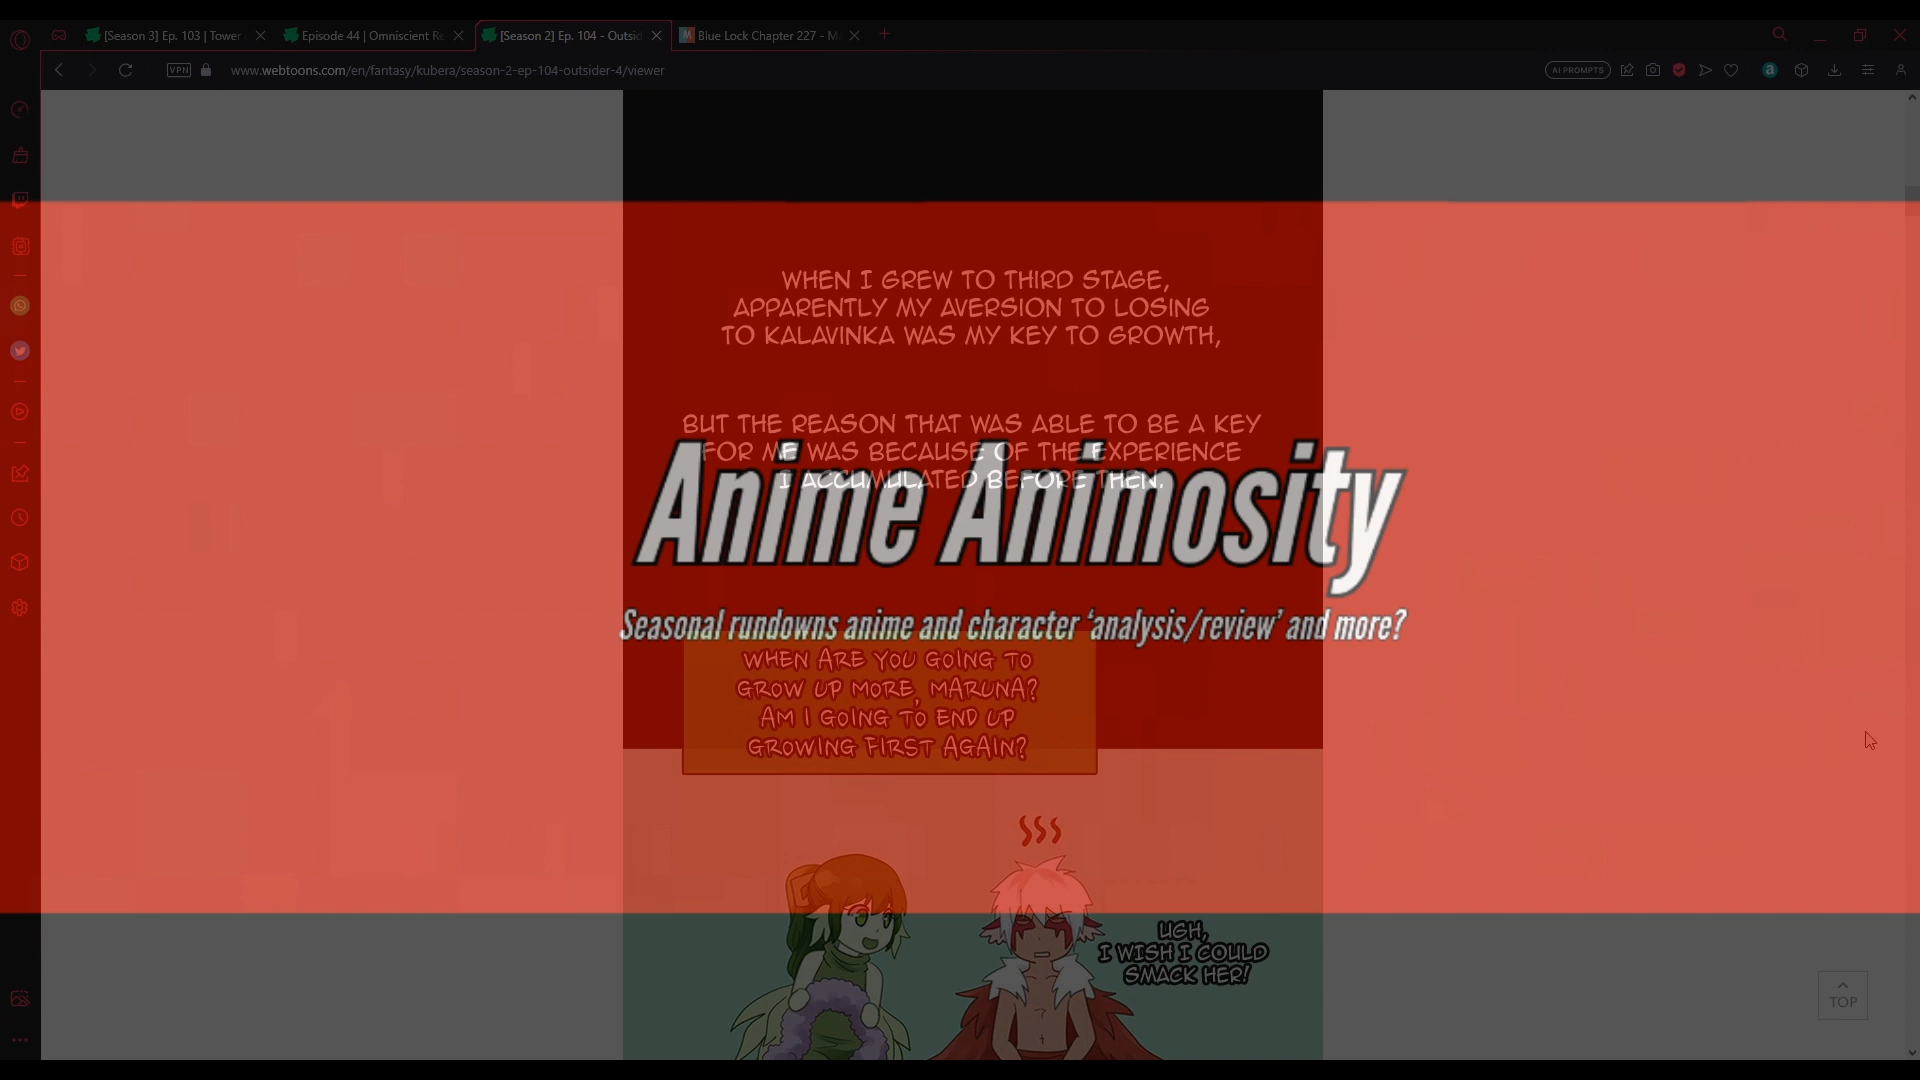 [Season 3] Ep. 103 | Tower
Episode 44 | Omniscient Re
[Season 2] Ep. 104 - Outsid
Blue Lock Chapter 227 - M
VPN
www.webtoons.com/en/fantasy/kubera/season-2-ep-104-outsider-4/viewer
AI PROMPTS
WHEN I GREW TO THIRD STAGE,
APPARENTLY MY AVERSION TO LOSING
TO KALAVINKA WAS MY KEY TO GROWTH,
BUT THE REASON THAT WAS ABLE TO BE A KEY
FOR ME WAS BECAUSE OF THE EXPERIENCE
I ACCUMULATED BEFORE THEN.
Anime Animosity
Seasonal rundowns anime and character ‘analysis/review’ and more?
WHEN ARE YOU GOING TO
GROW UP MORE, MARUNA?
AM I GOING TO END UP
GROWING FIRST AGAIN?
UGH,
I WISH I COULD
SMACK HER!
TOP